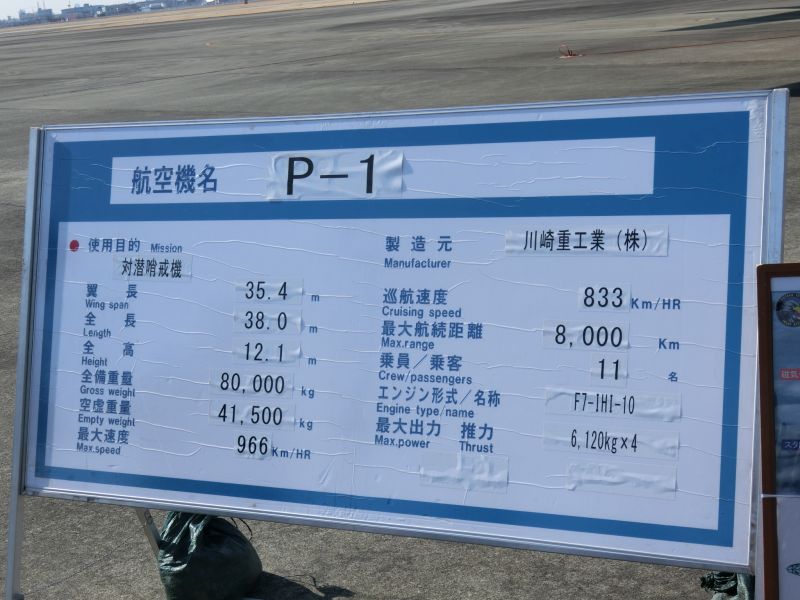 航空機名 P-1
使用目的 Mission
対潜哨戒機
翼長 35.4 m
Wing span
全長 38.0 m
Length
全高 12.1 m
Height
全備重量 80,000 kg
Gross weight
空虚重量 41,500 kg
Empty weight
最大速度 966 Km/HR
Max.speed
製造元 川崎重工業(株)
Manufacturer
巡航速度 833 Km/HR
Cruising speed
最大航続距離 8,000 Km
Max.range
乗員/乗客 11 名
Crew/passengers
エンジン形式/名称 F7-IHI-10
Engine type/name
最大出力 推力 6,120kg×4
Max.power Thrust
磁気
スタ